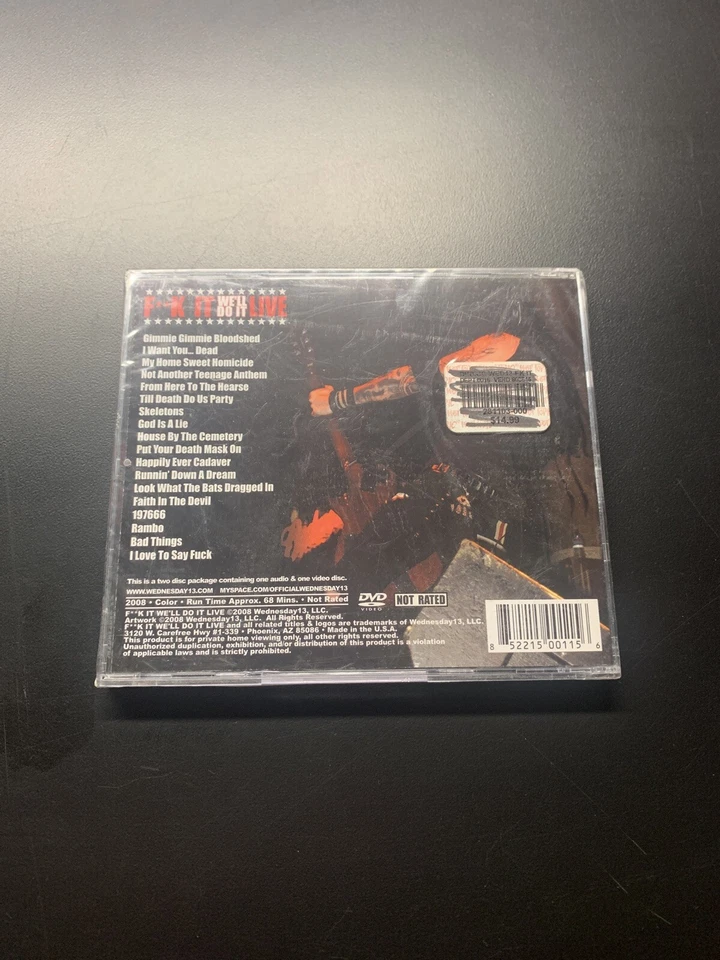 F**K IT WE'LL DO IT LIVE
Gimmie Gimmie Bloodshed
I Want You... Dead
My Home Sweet Homicide
Not Another Teenage Anthem
From Here To The Hearse
Till Death Do Us Party
Skeletons
God Is A Lie
House By The Cemetery
Put Your Death Mask On
Happily Ever Cadaver
Runnin' Down A Dream
Look What The Bats Dragged In
Faith In The Devil
197666
Rambo
Bad Things
I Love To Say Fuck
$14.99
This is a two disc package containing one audio & one video disc.
WWW.WEDNESDAY13.COM MYSPACE.COM/OFFICIALWEDNESDAY13
2008 • Color • Run Time Approx. 68 Mins. • Not Rated
DVD VIDEO
NOT RATED
F**K IT WE'LL DO IT LIVE ©2008 Wednesday13, LLC.
Artwork ©2008 Wednesday13, LLC. All Rights Reserved.
F**K IT WE'LL DO IT LIVE and all related titles & logos are trademarks of Wednesday13, LLC.
3120 W. Carefree Hwy #1-339 • Phoenix, AZ 85086 • Made in the U.S.A.
This product is for private home viewing only, all other rights reserved.
Unauthorized duplication, exhibition, and/or distribution of this product is a violation
of applicable laws and is strictly prohibited.
8 52215 00115 6